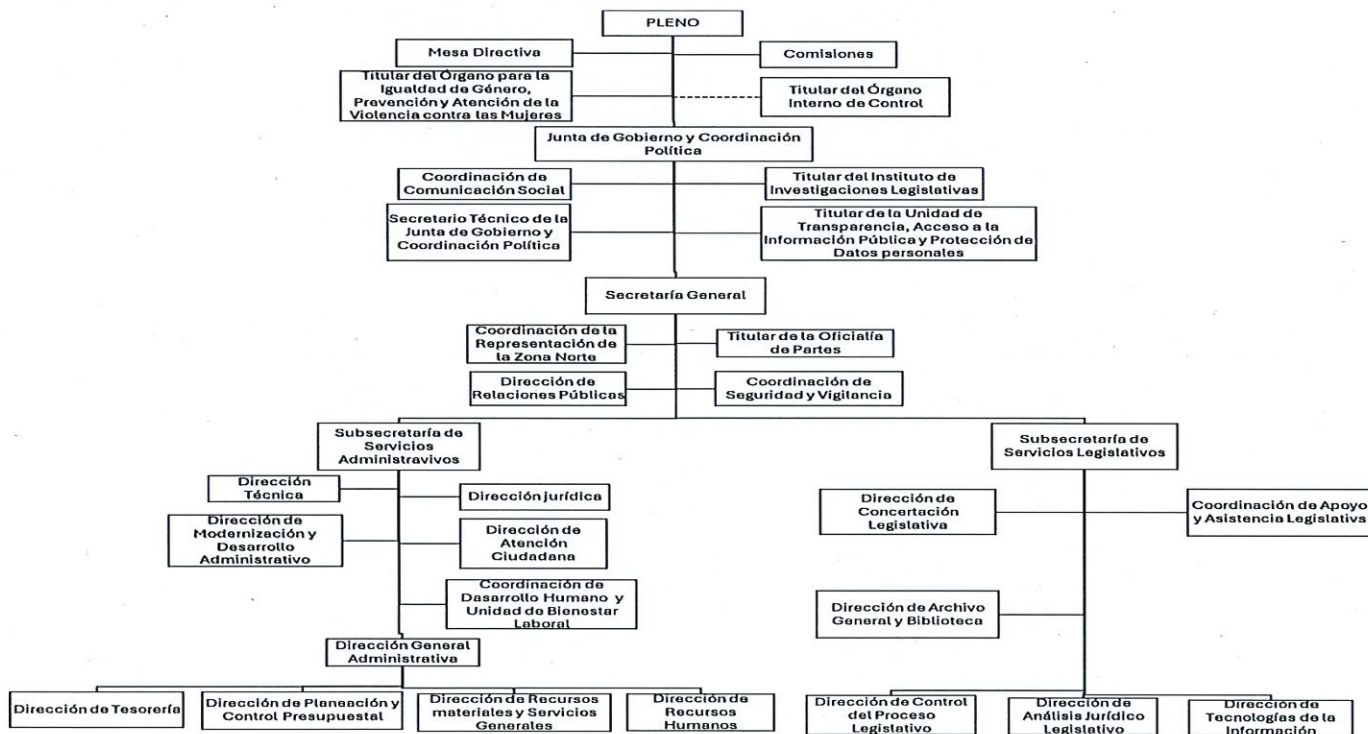 PLENO
Mesa Directiva
Comisiones
Titular del Órgano para la
Igualdad de Género,
Prevención y Atención de la
Violencia contra las Mujeres
Titular del Órgano
Interno de Control
Junta de Gobierno y Coordinación
Política
Coordinación de
Comunicación Social
Titular del Instituto de
Investigaciones Legislativas
Secretario Técnico de la
Junta de Gobierno y
Coordinación Política
Titular de la Unidad de
Transparencia, Acceso a la
Información Pública y Protección de
Datos personales
Secretaría General
Coordinación de la
Representación de
la Zona Norte
Titular de la Oficialía
de Partes
Dirección de
Relaciones Públicas
Coordinación de
Seguridad y Vigilancia
Subsecretaría de
Servicios
Administravivos
Subsecretaría de
Servicios Legislativos
Dirección
Técnica
Dirección jurídica
Dirección de
Modernización y
Desarrollo
Administrativo
Dirección de
Atención
Ciudadana
Dirección de
Concertación
Legislativa
Coordinación de Apoyo
y Asistencia Legislativa
Coordinación de
Dasarrollo Humano y
Unidad de Bienestar
Laboral
Dirección de Archivo
General y Biblioteca
Dirección General
Administrativa
Dirección de Tesorería
Dirección de Planeación y
Control Presupuestal
Dirección de Recursos
materiales y Servicios
Generales
Dirección de
Recursos
Humanos
Dirección de Control
del Proceso
Legislativo
Dirección de
Análisis Jurídico
Legislativo
Dirección de
Tecnologías de la
Información